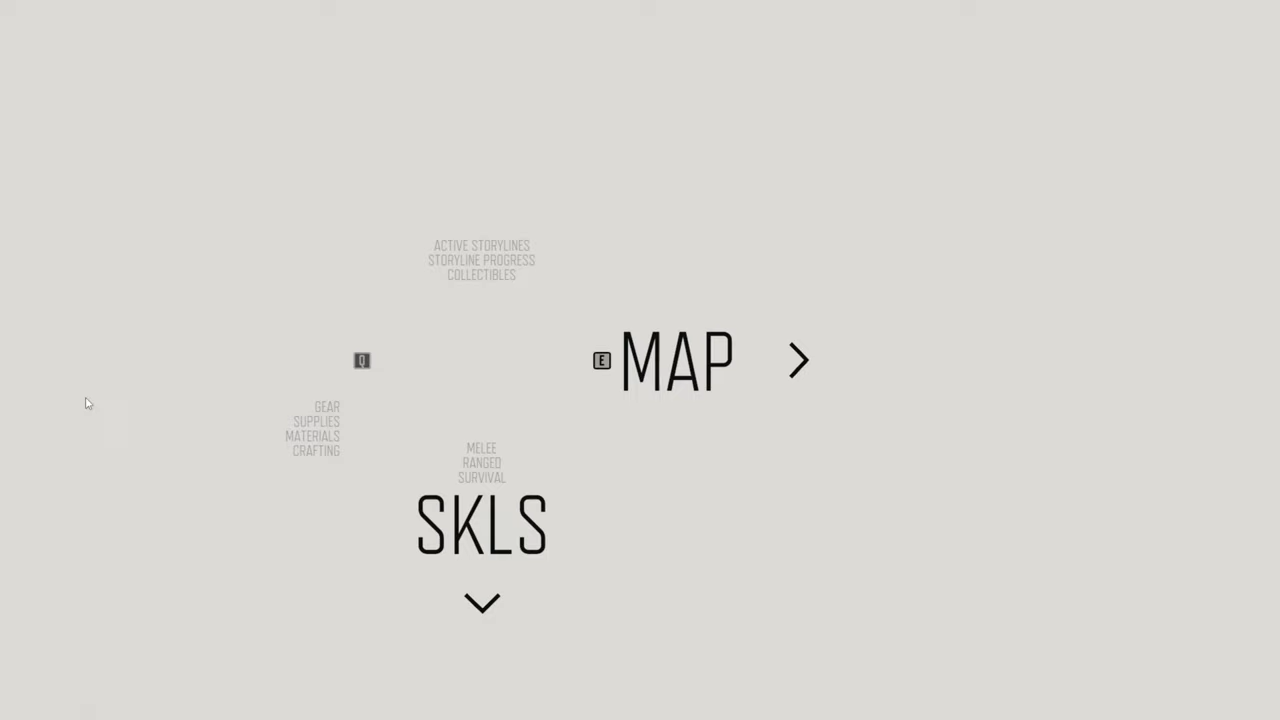 ACTIVE STORYLINES
STORYLINE PROGRESS
COLLECTIBLES
Q
E
MAP
GEAR
SUPPLIES
MATERIALS
CRAFTING
MELEE
RANGED
SURVIVAL
SKLS